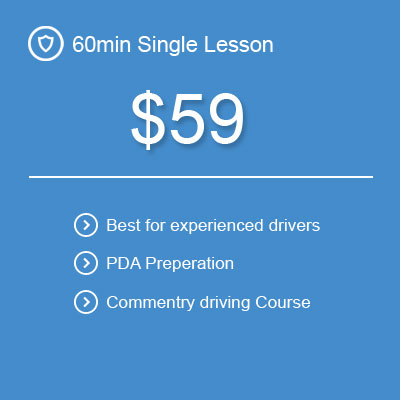 60min Single Lesson
$59
Best for experienced drivers
PDA Preperation
Commentry driving Course